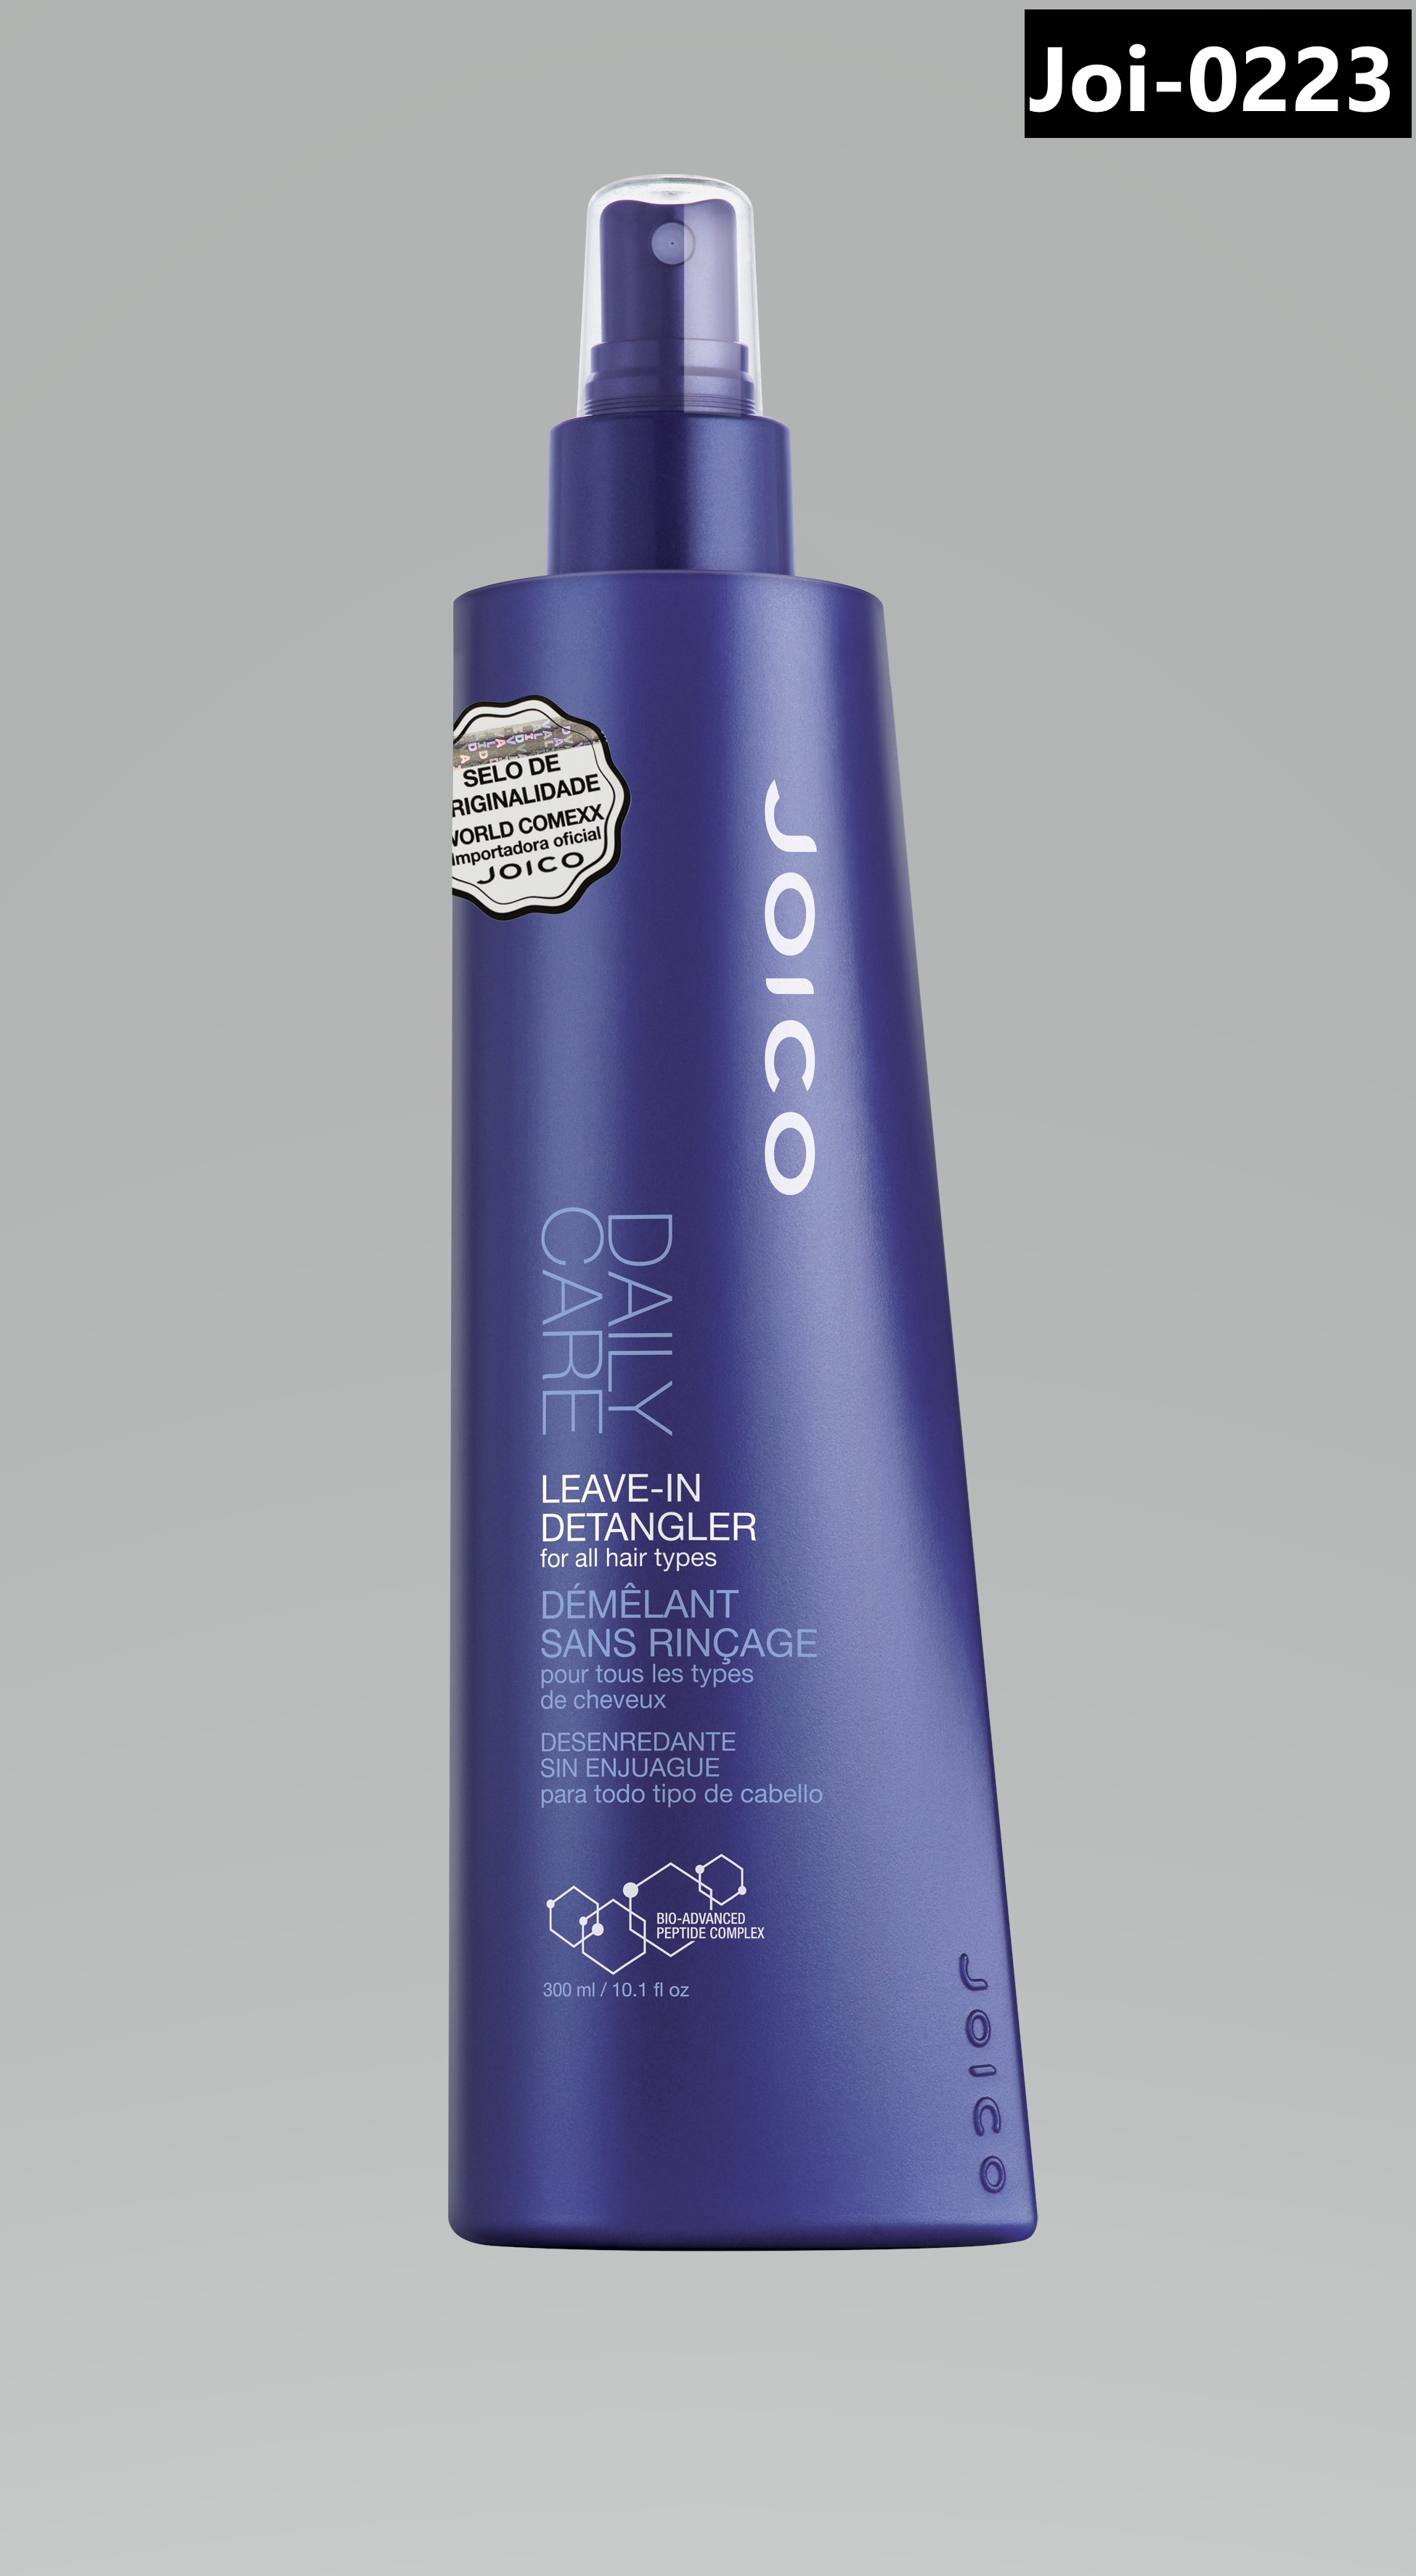 Joi-0223
SELO DE
RIGINALIDADE
WORLD COMEXX
Importadora oficial
JOICO
JOICO
DAILY
CARE
LEAVE-IN
DETANGLER
for all hair types
DÉMÊLANT
SANS RINÇAGE
pour tous les types
de cheveux
DESENREDANTE
SIN ENJUAGUE
para todo tipo de cabello
BIO-ADVANCED
PEPTIDE COMPLEX
300 ml / 10.1 fl oz
JOICO